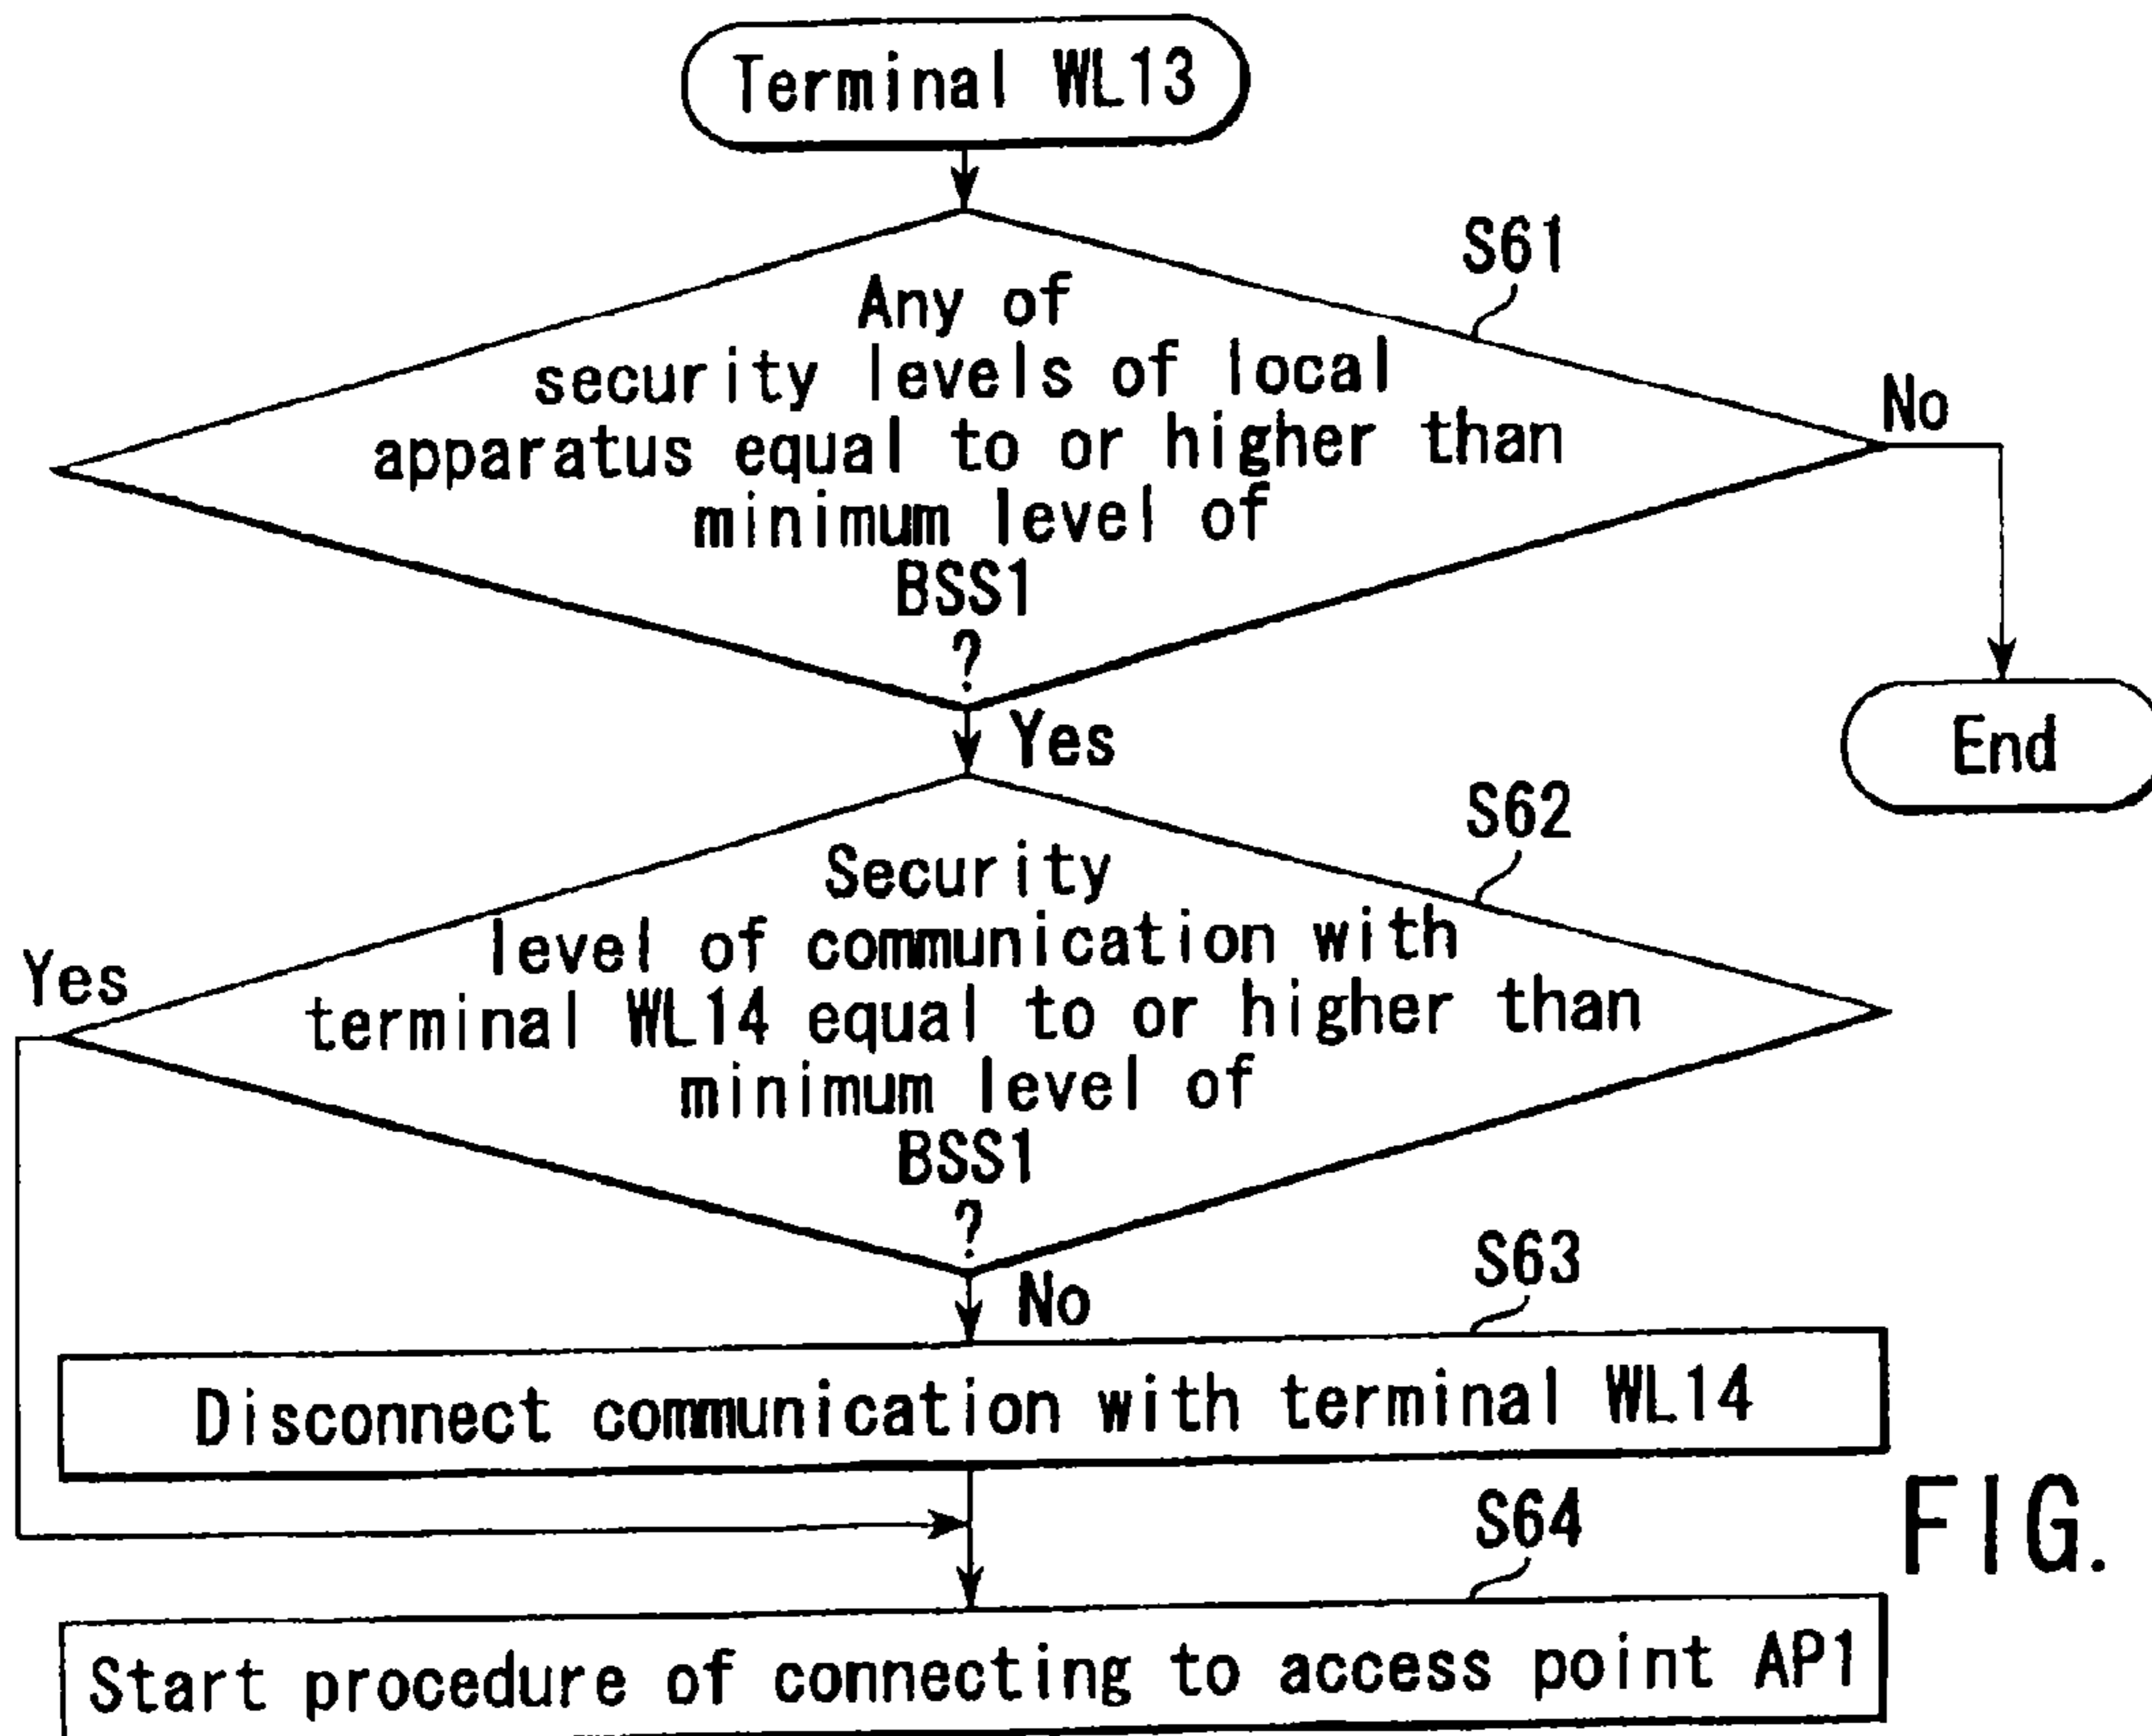 Terminal WL13
S61
Any of
security levels of local
apparatus equal to or higher than
minimum level of
BSS1
?
No
Yes
End
S62
Security
level of communication with
terminal WL14 equal to or higher than
minimum level of
BSS1
?
Yes
No
S63
Disconnect communication with terminal WL14
S64
FIG.
Start procedure of connecting to access point AP1